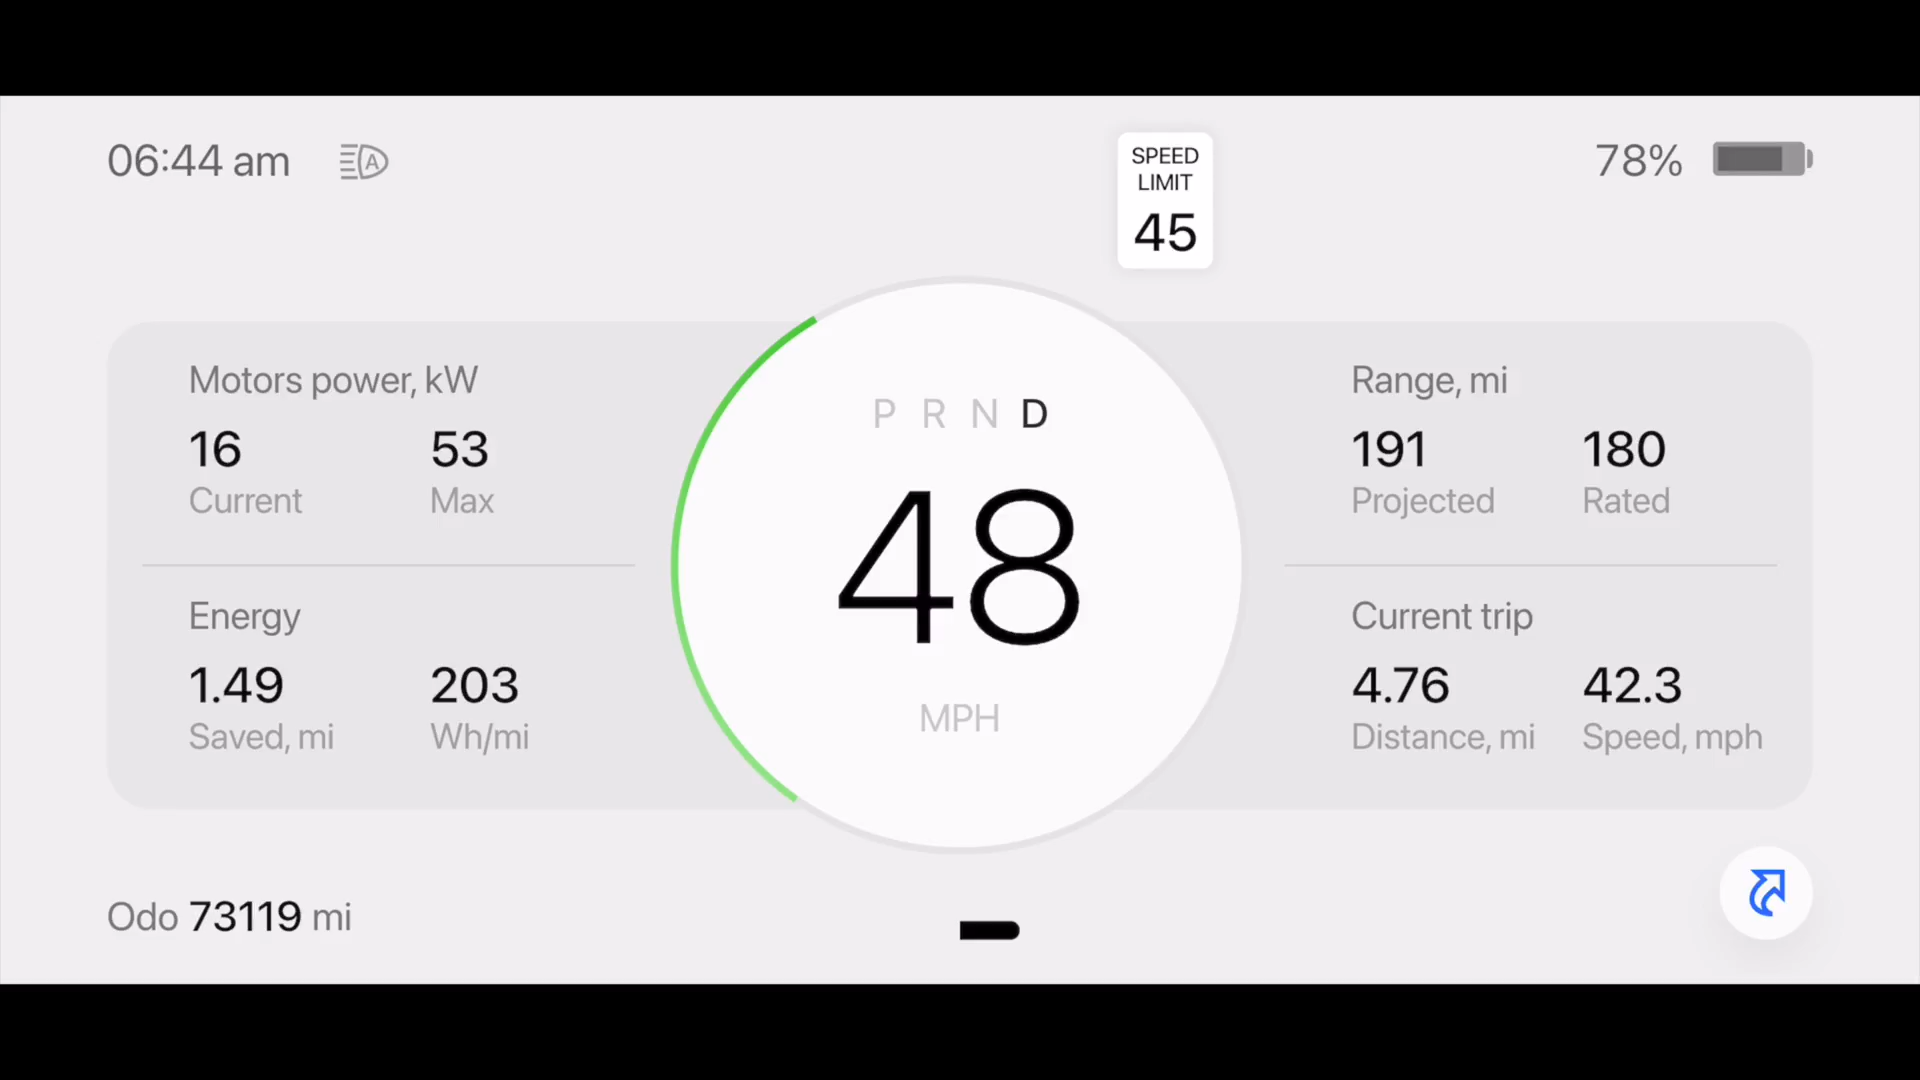 06:44 am
A
SPEED
LIMIT
45
78%
Motors power, kW
16 53
Current Max
Energy
1.49 203
Saved, mi Wh/mi
P R N D
48
MPH
Range, mi
191 180
Projected Rated
Current trip
4.76 42.3
Distance, mi Speed, mph
Odo 73119 mi